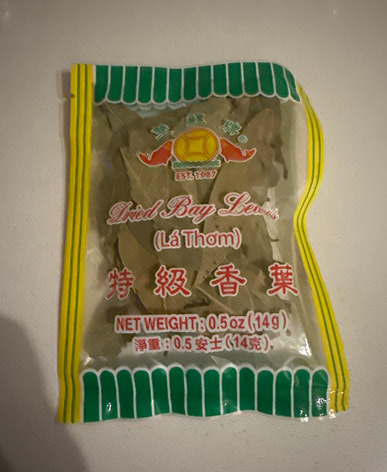 EST. 1987
Dried Bay Leaves
(Lá Thơm)
特級香葉
NET WEIGHT: 0.5oz (14g)
淨重: 0.5 安士 (14克).